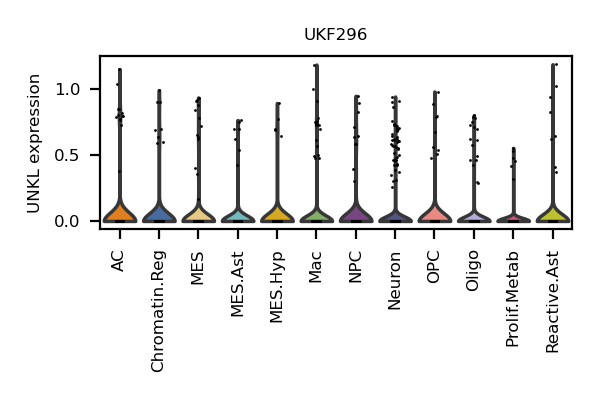 UKF296
UNKL expression
1.0
0.5
0.0
AC
Chromatin.Reg
MES
MES.Ast
MES.Hyp
Mac
NPC
Neuron
OPC
Oligo
Prolif.Metab
Reactive.Ast